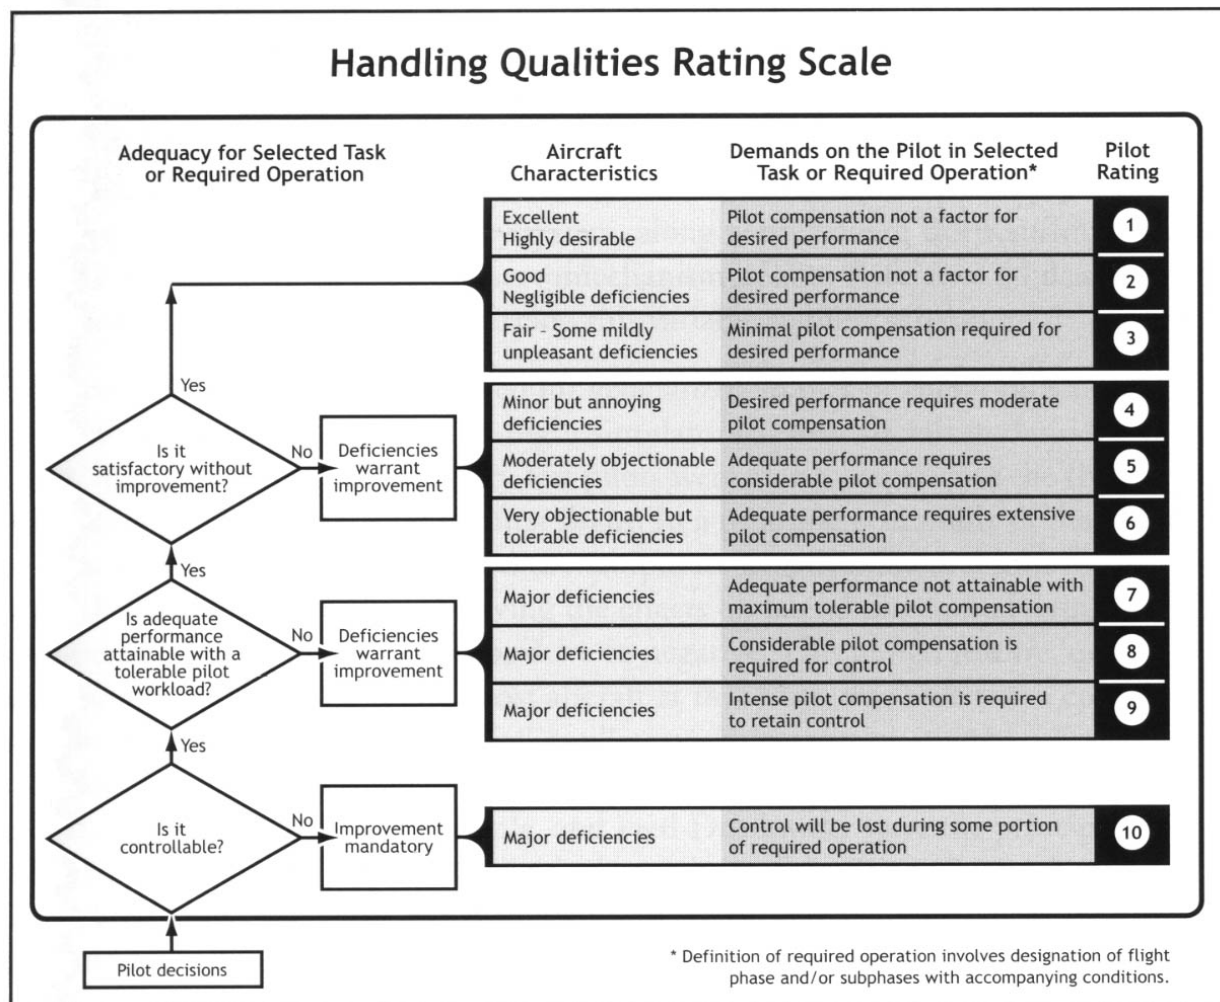 Handling Qualities Rating Scale
Adequacy for Selected Task
or Required Operation
Aircraft
Characteristics
Demands on the Pilot in Selected
Task or Required Operation*
Pilot
Rating
Excellent
Highly desirable
Pilot compensation not a factor for
desired performance
1
Good
Negligible deficiencies
Pilot compensation not a factor for
desired performance
2
Fair – Some mildly
unpleasant deficiencies
Minimal pilot compensation required for
desired performance
3
Yes
Is it
satisfactory without
improvement?
No
Deficiencies
warrant
improvement
Minor but annoying
deficiencies
Desired performance requires moderate
pilot compensation
4
Moderately objectionable
deficiencies
Adequate performance requires
considerable pilot compensation
5
Very objectionable but
tolerable deficiencies
Adequate performance requires extensive
pilot compensation
6
Yes
Is adequate
performance
attainable with a
tolerable pilot
workload?
No
Deficiencies
warrant
improvement
Major deficiencies
Adequate performance not attainable with
maximum tolerable pilot compensation
7
Major deficiencies
Considerable pilot compensation is
required for control
8
Major deficiencies
Intense pilot compensation is required
to retain control
9
Yes
Is it
controllable?
No
Improvement
mandatory
Major deficiencies
Control will be lost during some portion
of required operation
10
Pilot decisions
* Definition of required operation involves designation of flight
phase and/or subphases with accompanying conditions.